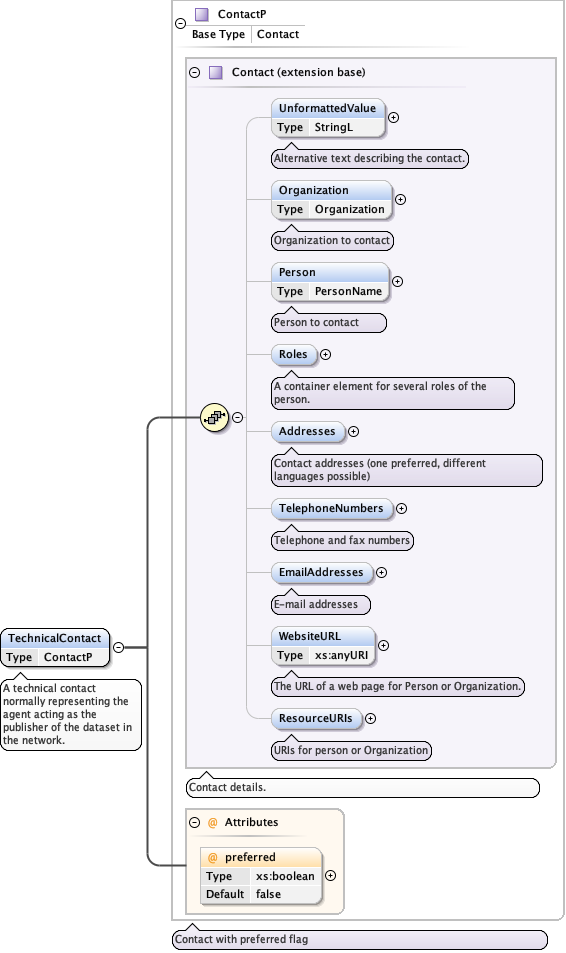 ContactP
Base Type Contact
Contact (extension base)
UnformattedValue
Type StringL
Alternative text describing the contact.
Organization
Type Organization
Organization to contact
Person
Type PersonName
Person to contact
Roles
A container element for several roles of the
person.
Addresses
Contact addresses (one preferred, different
languages possible)
TelephoneNumbers
Telephone and fax numbers
EmailAddresses
E-mail addresses
WebsiteURL
Type xs:anyURI
The URL of a web page for Person or Organization.
ResourceURIs
URIs for person or Organization
Contact details.
TechnicalContact
Type ContactP
A technical contact
normally representing the
agent acting as the
publisher of the dataset in
the network.
@ Attributes
@ preferred
Type xs:boolean
Default false
Contact with preferred flag